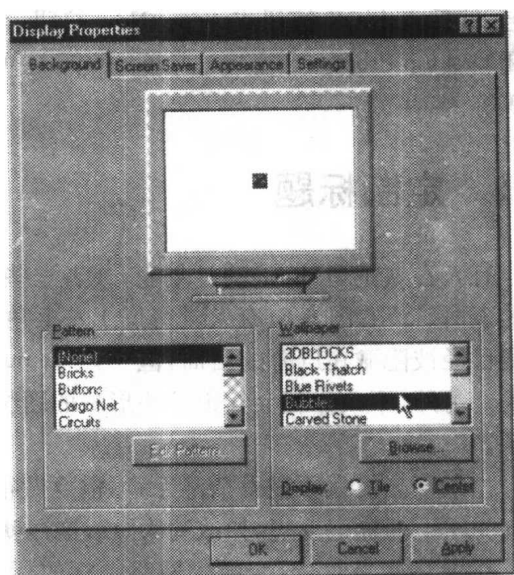 Display Properties
Background Screen Saver Appearance Settings
Pattern
(None)
Bricks
Buttons
Cargo Net
Circuits
Edit Pattern...
Wallpaper
3DBLOCKS
Black Thatch
Blue Rivets
Bubbles
Carved Stone
Browse...
Display: Tile Center
OK Cancel Apply